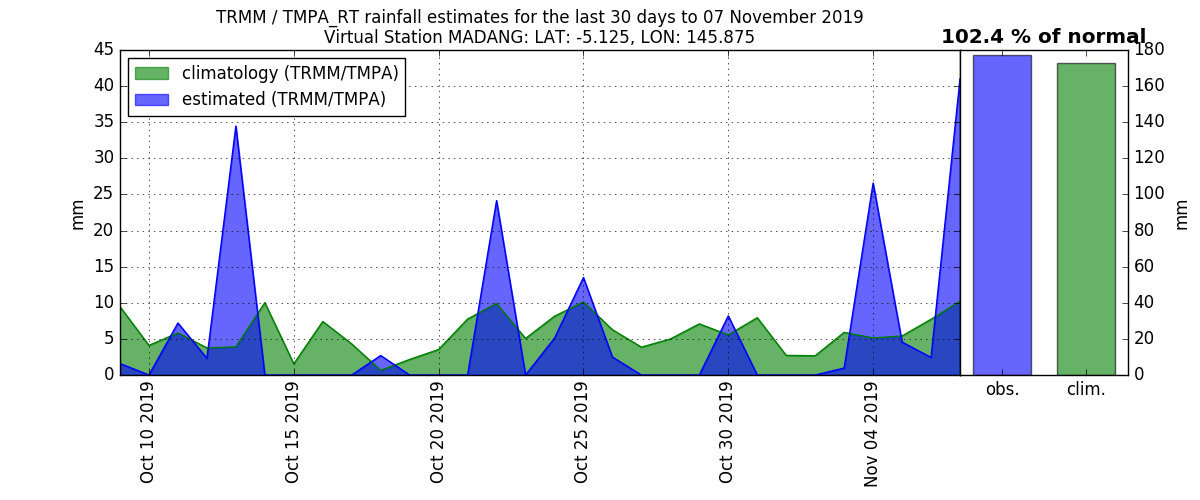 TRMM / TMPA_RT rainfall estimates for the last 30 days to 07 November 2019
Virtual Station MADANG: LAT: -5.125, LON: 145.875
102.4 % of normal
climatology (TRMM/TMPA)
estimated (TRMM/TMPA)
mm
45
40
35
30
25
20
15
10
5
0
Oct 10 2019
Oct 15 2019
Oct 20 2019
Oct 25 2019
Oct 30 2019
Nov 04 2019
obs.
clim.
180
160
140
120
100
80
60
40
20
0
mm